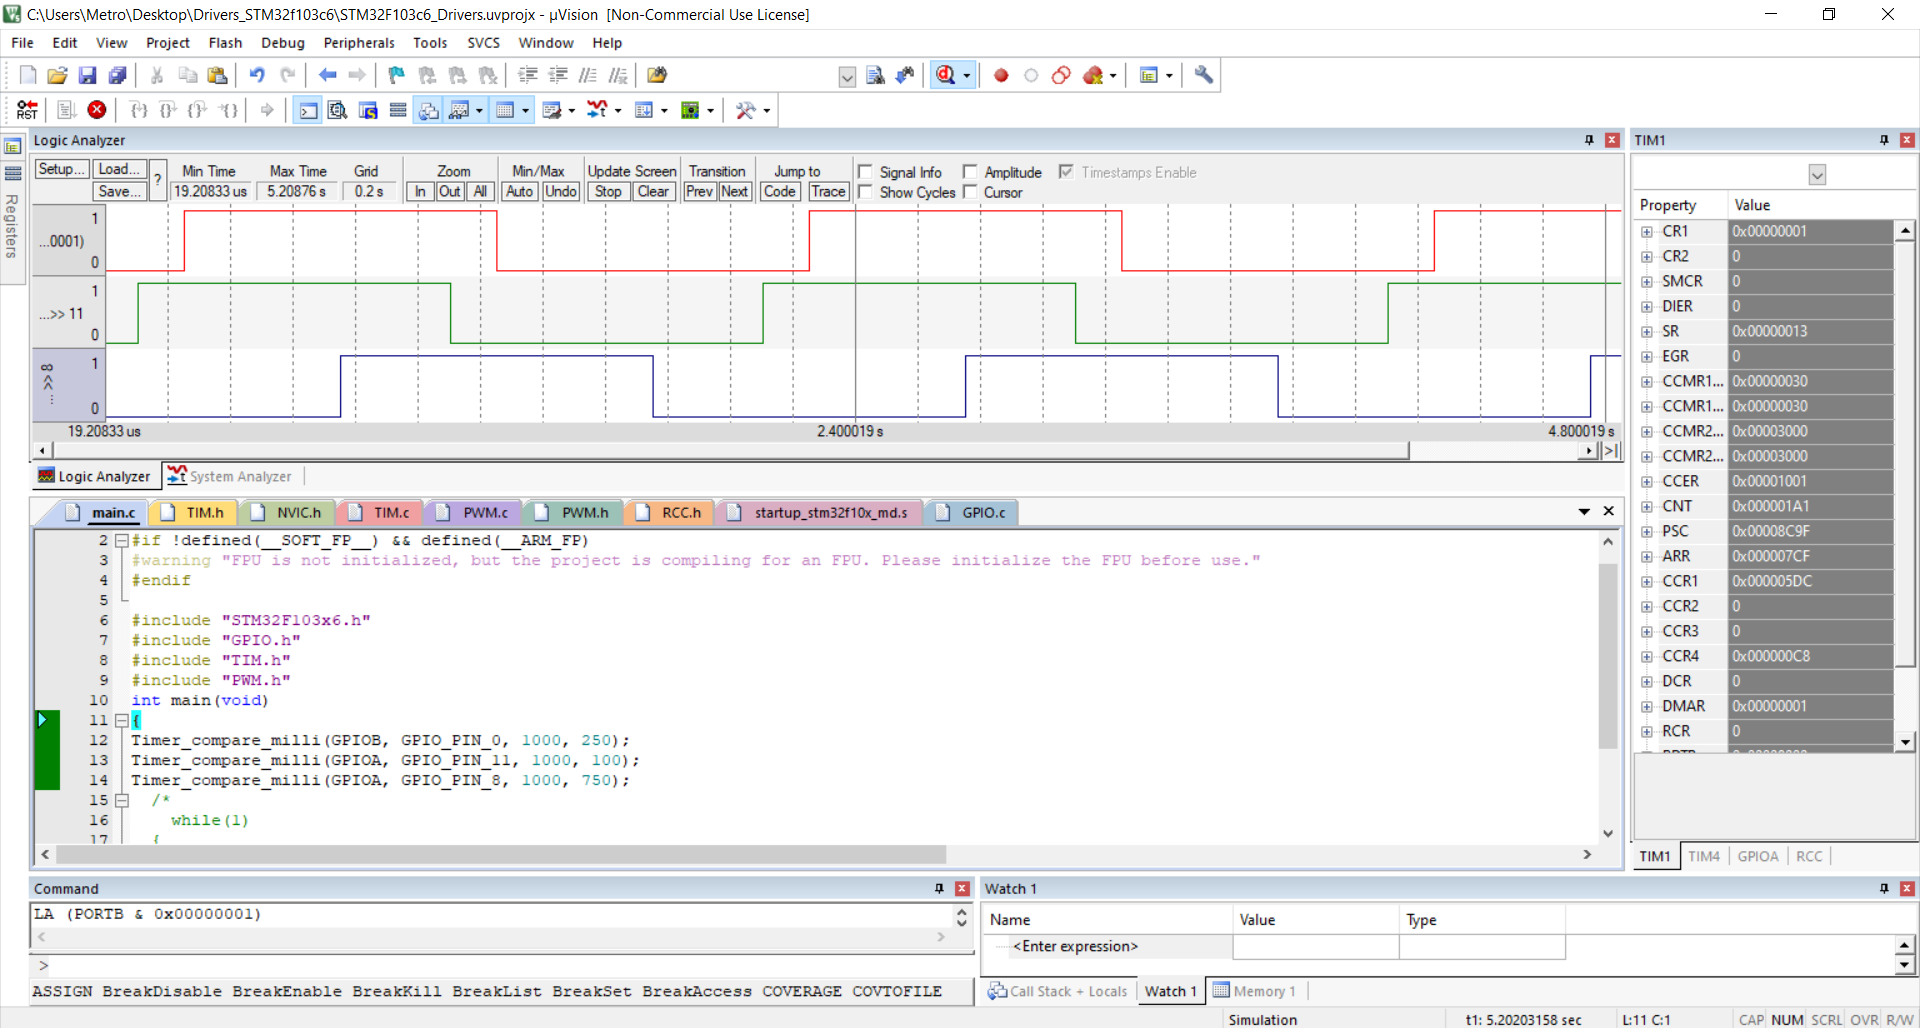 C:\Users\Metro\Desktop\Drivers_STM32f103c6\STM32F103c6_Drivers.uvprojx - µVision  [Non-Commercial Use License]
File Edit View Project Flash Debug Peripherals Tools SVCS Window Help
RST
Logic Analyzer
Setup... Load... Save... ? Min Time Max Time Grid Zoom Min/Max Update Screen Transition Jump to Signal Info Amplitude Timestamps Enable
19.20833 us 5.20876 s 0.2 s In Out All Auto Undo Stop Clear Prev Next Code Trace Show Cycles Cursor
Registers
1
...0001)
0
1
...>> 11
0
1
...>> 8
0
19.20833 us 2.400019 s 4.800019 s
Logic Analyzer System Analyzer
main.c TIM.h NVIC.h TIM.c PWM.c PWM.h RCC.h startup_stm32f10x_md.s GPIO.c
2 #if !defined(__SOFT_FP__) && defined(__ARM_FP)
3 #warning "FPU is not initialized, but the project is compiling for an FPU. Please initialize the FPU before use."
4 #endif
5
6 #include "STM32F103x6.h"
7 #include "GPIO.h"
8 #include "TIM.h"
9 #include "PWM.h"
10 int main(void)
11 {
12 Timer_compare_milli(GPIOB, GPIO_PIN_0, 1000, 250);
13 Timer_compare_milli(GPIOA, GPIO_PIN_11, 1000, 100);
14 Timer_compare_milli(GPIOA, GPIO_PIN_8, 1000, 750);
15 /*
16 while(1)
17 {
TIM1
Property Value
CR1 0x00000001
CR2 0
SMCR 0
DIER 0
SR 0x00000013
EGR 0
CCMR1... 0x00000030
CCMR1... 0x00000030
CCMR2... 0x00003000
CCMR2... 0x00003000
CCER 0x00001001
CNT 0x000001A1
PSC 0x00008C9F
ARR 0x000007CF
CCR1 0x000005DC
CCR2 0
CCR3 0
CCR4 0x000000C8
DCR 0
DMAR 0x00000001
RCR 0
TIM1 TIM4 GPIOA RCC
Command
LA (PORTB & 0x00000001)
>
ASSIGN BreakDisable BreakEnable BreakKill BreakList BreakSet BreakAccess COVERAGE COVTOFILE
Watch 1
Name Value Type
<Enter expression>
Call Stack + Locals Watch 1 Memory 1
Simulation t1: 5.20203158 sec L:11 C:1 CAP NUM SCRL OVR R/W